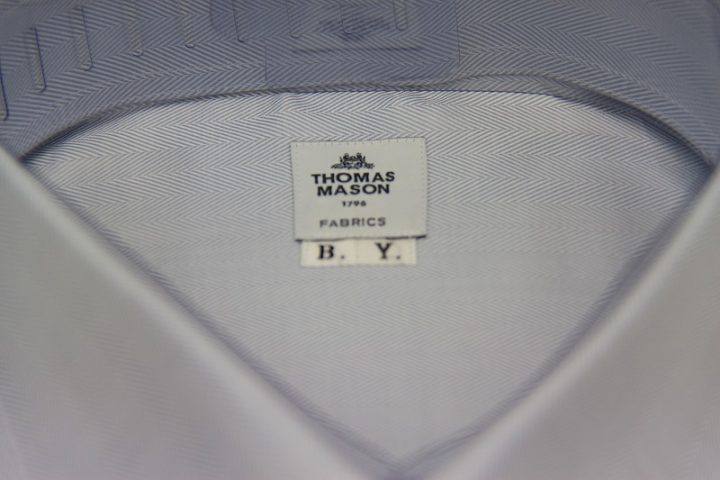 THOMAS
MASON
1796
FABRICS
B. Y.